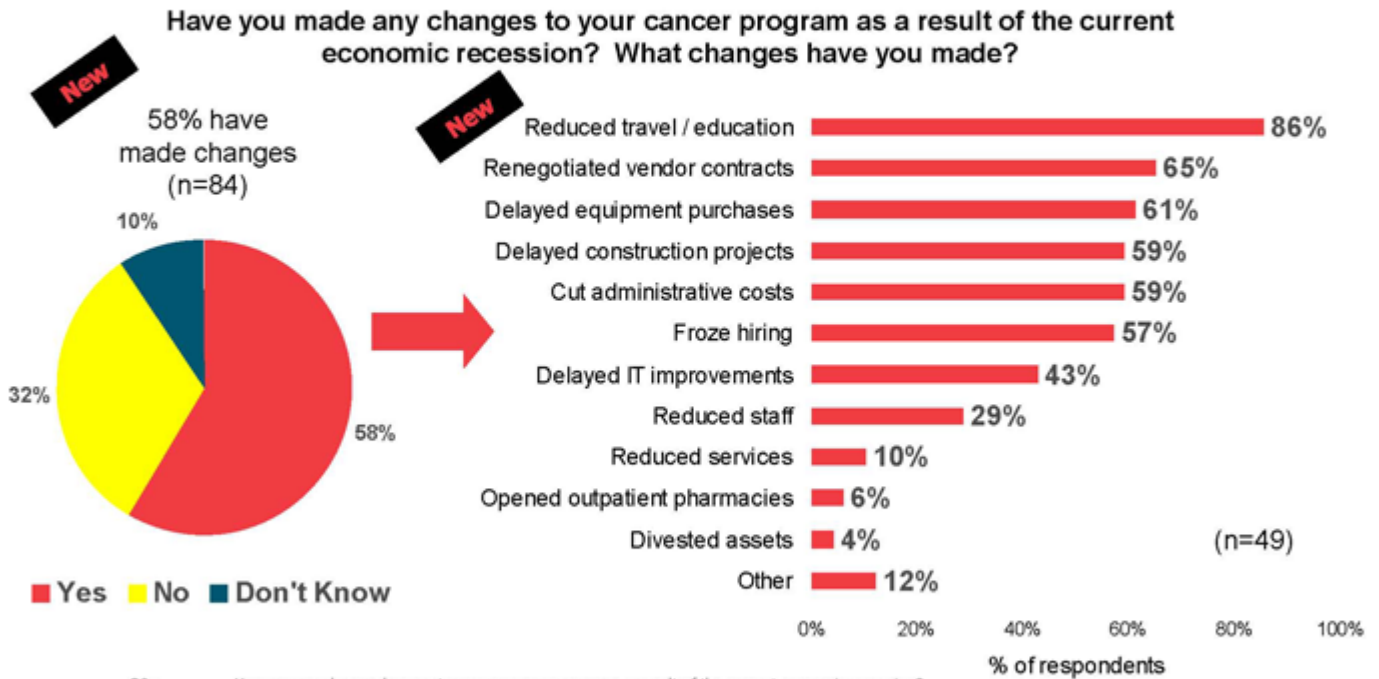 Have you made any changes to your cancer program as a result of the current
economic recession? What changes have you made?
New
58% have
made changes
(n=84)
10%
32%
58%
Yes No Don't Know
New
Reduced travel / education 86%
Renegotiated vendor contracts 65%
Delayed equipment purchases 61%
Delayed construction projects 59%
Cut administrative costs 59%
Froze hiring 57%
Delayed IT improvements 43%
Reduced staff 29%
Reduced services 10%
Opened outpatient pharmacies 6%
Divested assets 4%
(n=49)
Other 12%
0% 20% 40% 60% 80% 100%
% of respondents